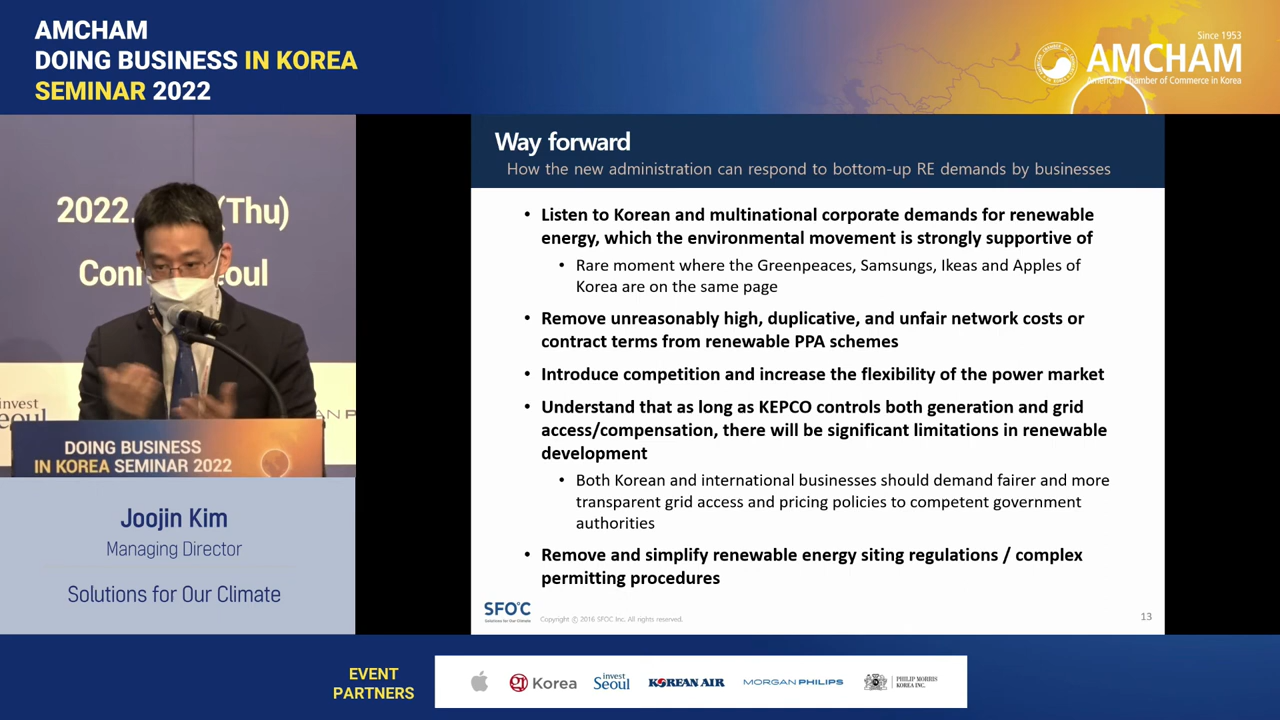 AMCHAM
DOING BUSINESS IN KOREA
SEMINAR 2022
Since 1953
AMCHAM
American Chamber of Commerce in Korea
2022. (Thu)
Conr Seoul
invest
Seoul
DOING BUSINESS
IN KOREA SEMINAR 2022
Joojin Kim
Managing Director
Solutions for Our Climate
Way forward
How the new administration can respond to bottom-up RE demands by businesses
• Listen to Korean and multinational corporate demands for renewable
energy, which the environmental movement is strongly supportive of
• Rare moment where the Greenpeaces, Samsungs, Ikeas and Apples of
Korea are on the same page
• Remove unreasonably high, duplicative, and unfair network costs or
contract terms from renewable PPA schemes
• Introduce competition and increase the flexibility of the power market
• Understand that as long as KEPCO controls both generation and grid
access/compensation, there will be significant limitations in renewable
development
• Both Korean and international businesses should demand fairer and more
transparent grid access and pricing policies to competent government
authorities
• Remove and simplify renewable energy siting regulations / complex
permitting procedures
SFOC
Solutions for Our Climate
Copyright ⓒ 2016 SFOC Inc. All rights reserved.
13
EVENT
PARTNERS
Korea
invest
Seoul
KOREAN AIR
MORGAN PHILIPS
PHILIP MORRIS
KOREA INC.